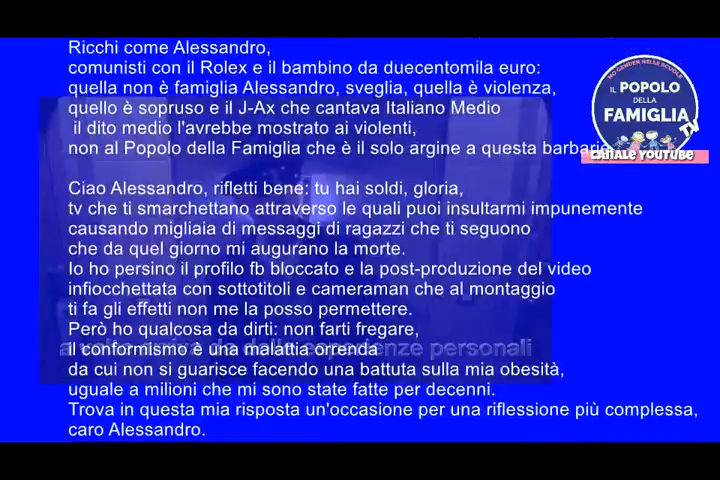 Ricchi come Alessandro,
comunisti con il Rolex e il bambino da duecentomila euro:
quella non è famiglia Alessandro, sveglia, quella è violenza,
quello è sopruso e il J-Ax che cantava Italiano Medio
il dito medio l'avrebbe mostrato ai violenti,
non al Popolo della Famiglia che è il solo argine a questa barbarie
Ciao Alessandro, rifletti bene: tu hai soldi, gloria,
tv che ti smarchettano attraverso le quali puoi insultarmi impunemente
causando migliaia di messaggi di ragazzi che ti seguono
che da quel giorno mi augurano la morte.
Io ho persino il profilo fb bloccato e la post-produzione del video
infiocchettata con sottotitoli e cameraman che al montaggio
ti fa gli effetti non me la posso permettere.
Però ho qualcosa da dirti: non farti fregare,
il conformismo è una malattia orrenda
da cui non si guarisce facendo una battuta sulla mia obesità,
uguale a milioni che mi sono state fatte per decenni.
Trova in questa mia risposta un'occasione per una riflessione più complessa,
caro Alessandro.
esperienze personali
NO GENDER NELLE SCUOLE
IL POPOLO
DELLA
FAMIGLIA
TV
CANALE YOUTUBE